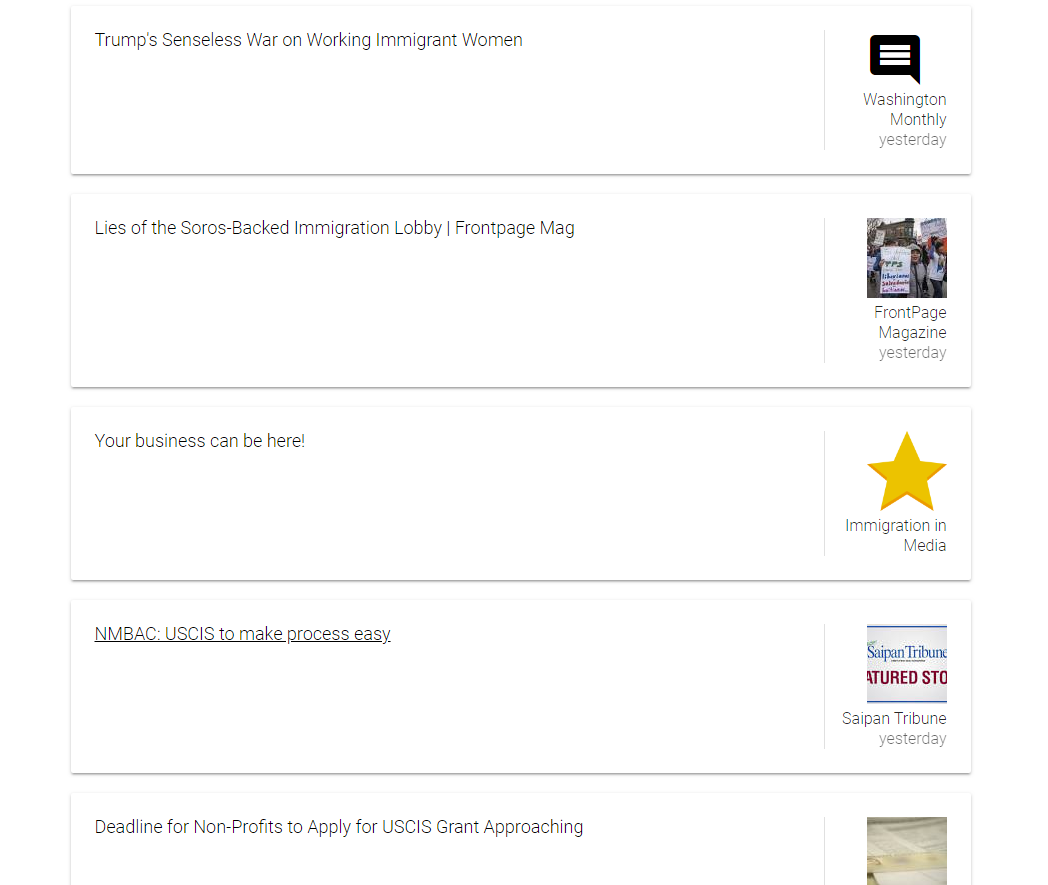 Trump's Senseless War on Working Immigrant Women
Washington
Monthly
yesterday
Lies of the Soros-Backed Immigration Lobby | Frontpage Mag
TPS
FrontPage
Magazine
yesterday
Your business can be here!
Immigration in
Media
NMBAC: USCIS to make process easy
Saipan Tribune
ATURED STO
Saipan Tribune
yesterday
Deadline for Non-Profits to Apply for USCIS Grant Approaching